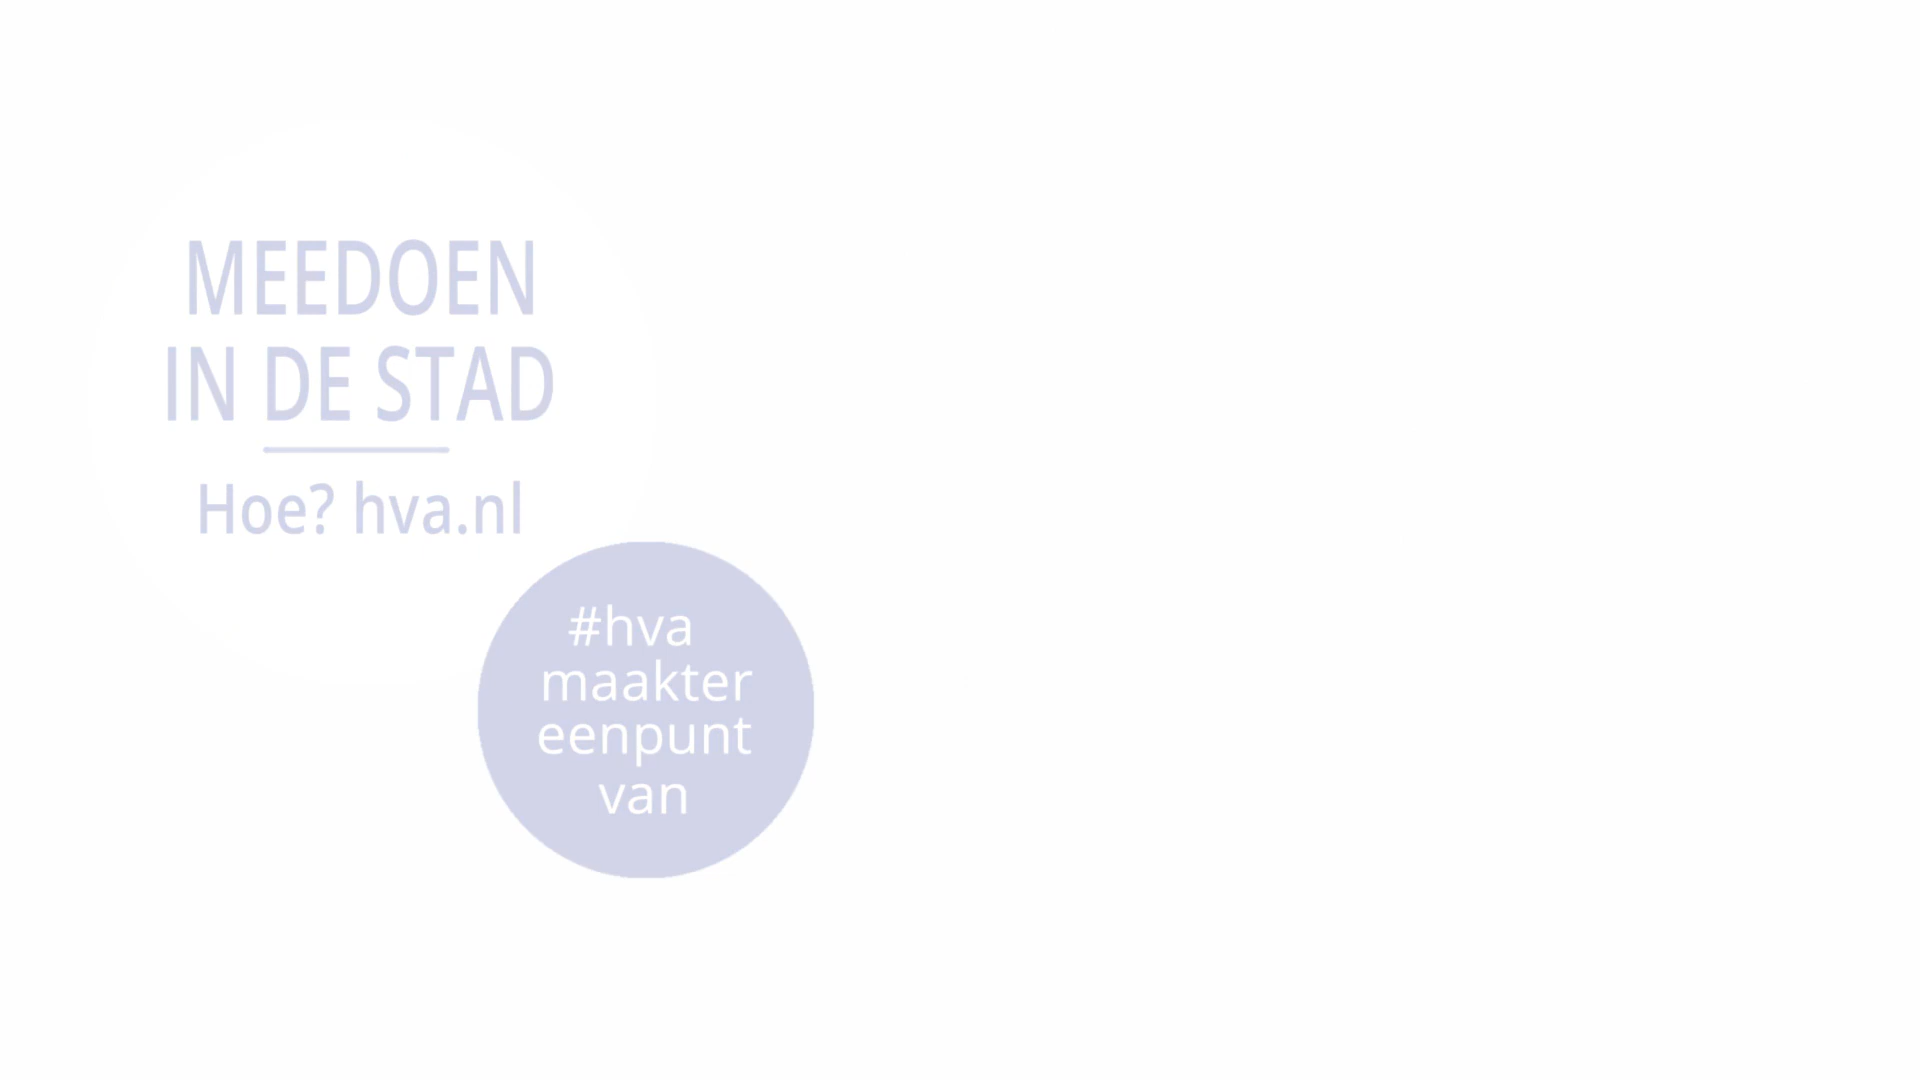 MEEDOEN
IN DE STAD
Hoe? hva.nl
#hva
maakter
eenpunt
van